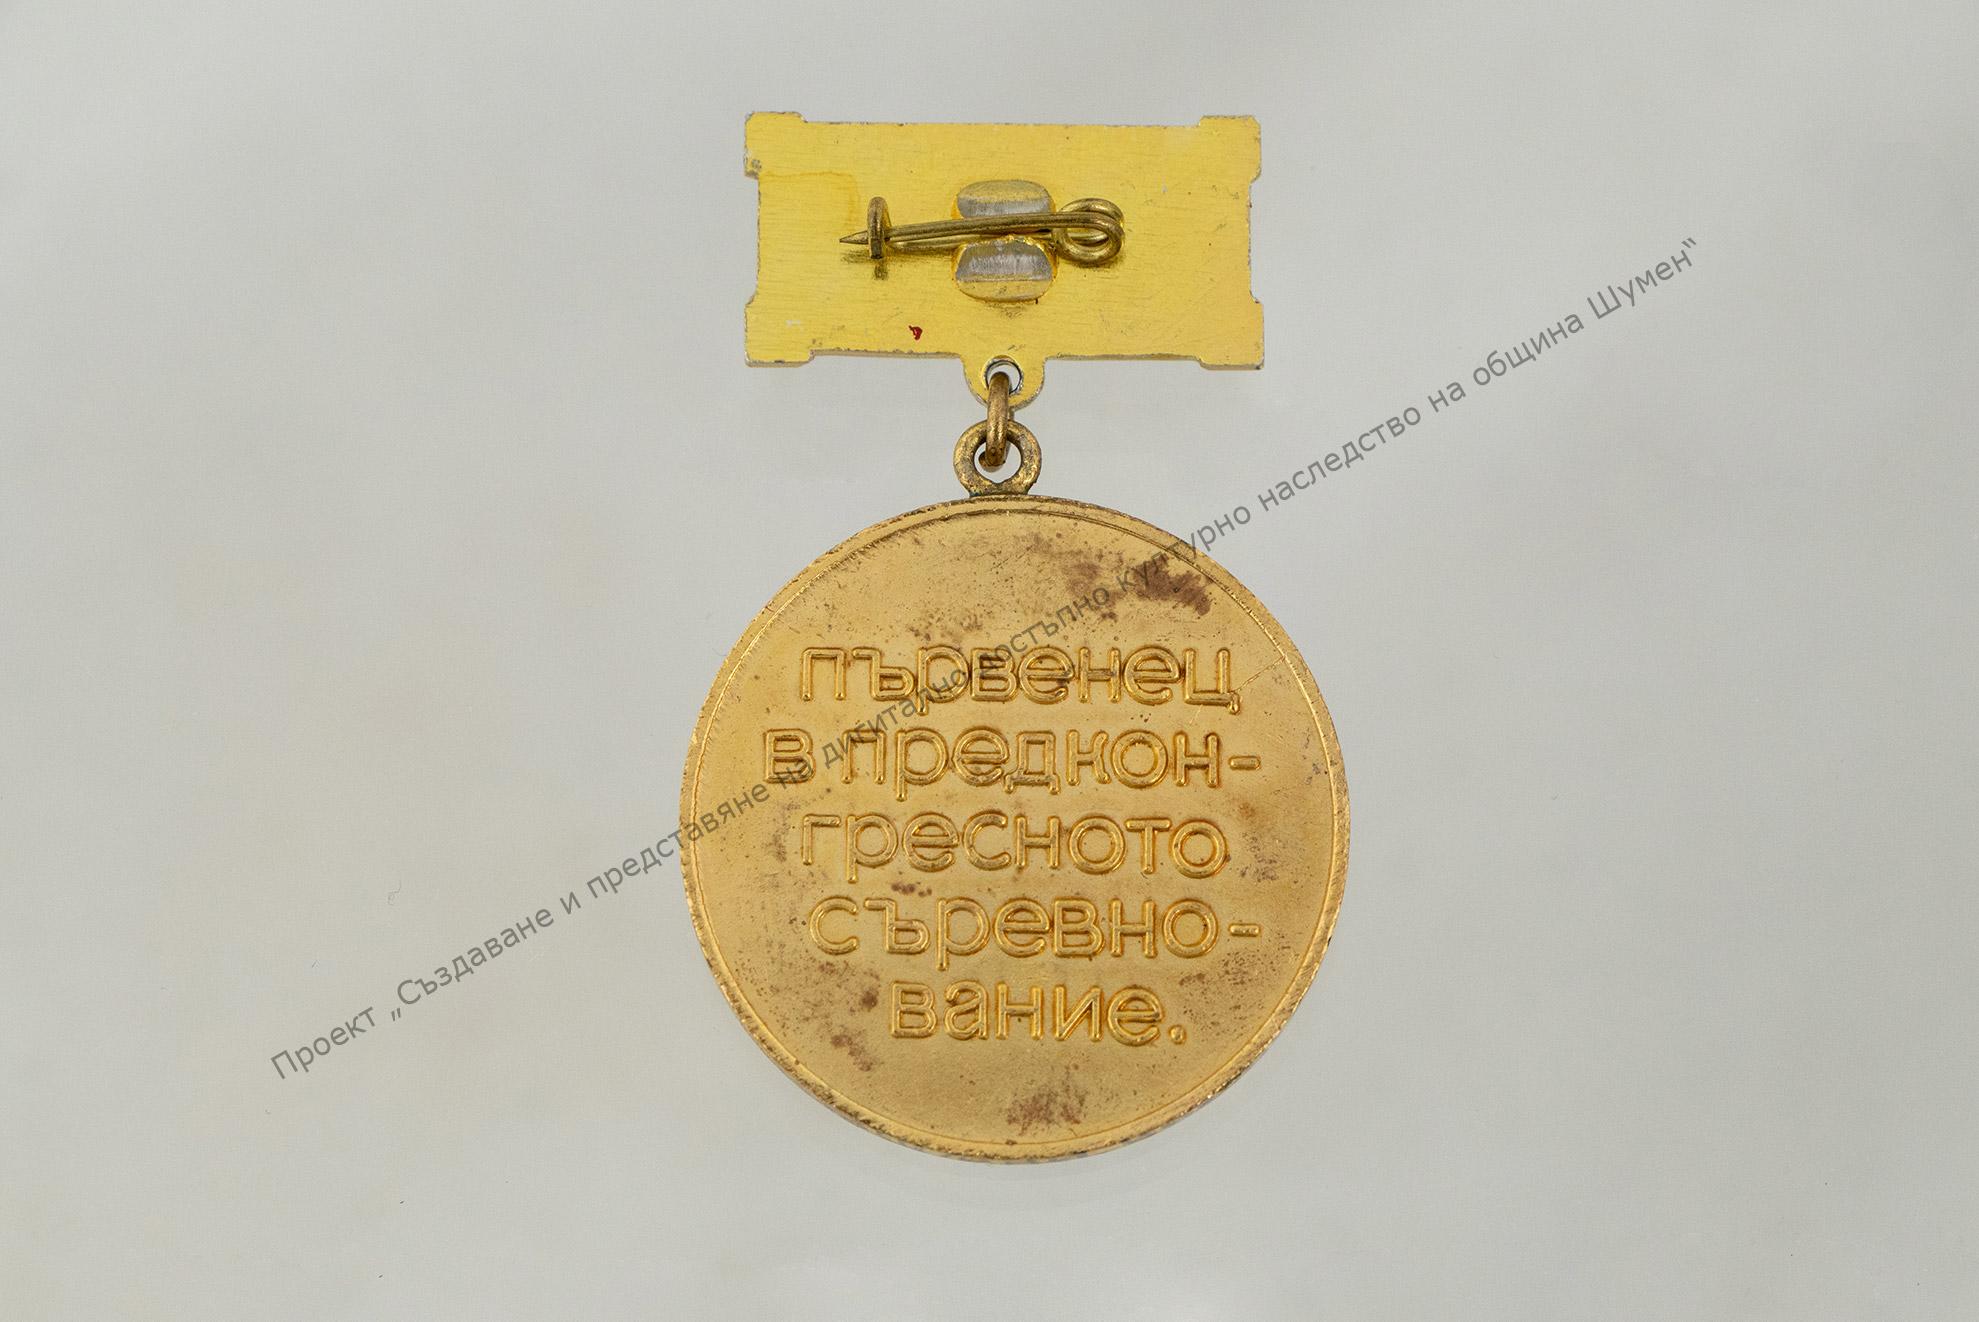 първенец
в предкон-
гресното
съревно-
вание.
Проект „Създаване и представяне на дигитално достъпно културно наследство на община Шумен“